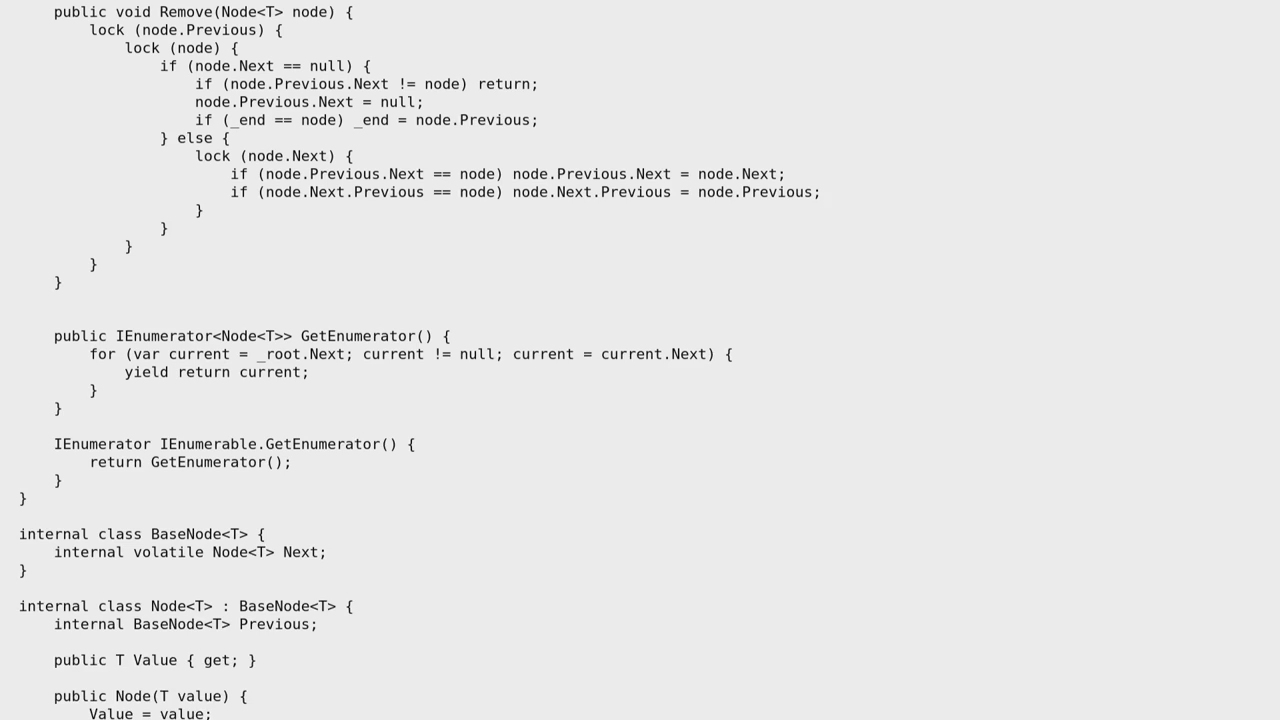 public void Remove(Node<T> node) {
        lock (node.Previous) {
            lock (node) {
                if (node.Next == null) {
                    if (node.Previous.Next != node) return;
                    node.Previous.Next = null;
                    if (_end == node) _end = node.Previous;
                } else {
                    lock (node.Next) {
                        if (node.Previous.Next == node) node.Previous.Next = node.Next;
                        if (node.Next.Previous == node) node.Next.Previous = node.Previous;
                    }
                }
            }
        }
    }


    public IEnumerator<Node<T>> GetEnumerator() {
        for (var current = _root.Next; current != null; current = current.Next) {
            yield return current;
        }
    }

    IEnumerator IEnumerable.GetEnumerator() {
        return GetEnumerator();
    }
}

internal class BaseNode<T> {
    internal volatile Node<T> Next;
}

internal class Node<T> : BaseNode<T> {
    internal BaseNode<T> Previous;

    public T Value { get; }

    public Node(T value) {
        Value = value;